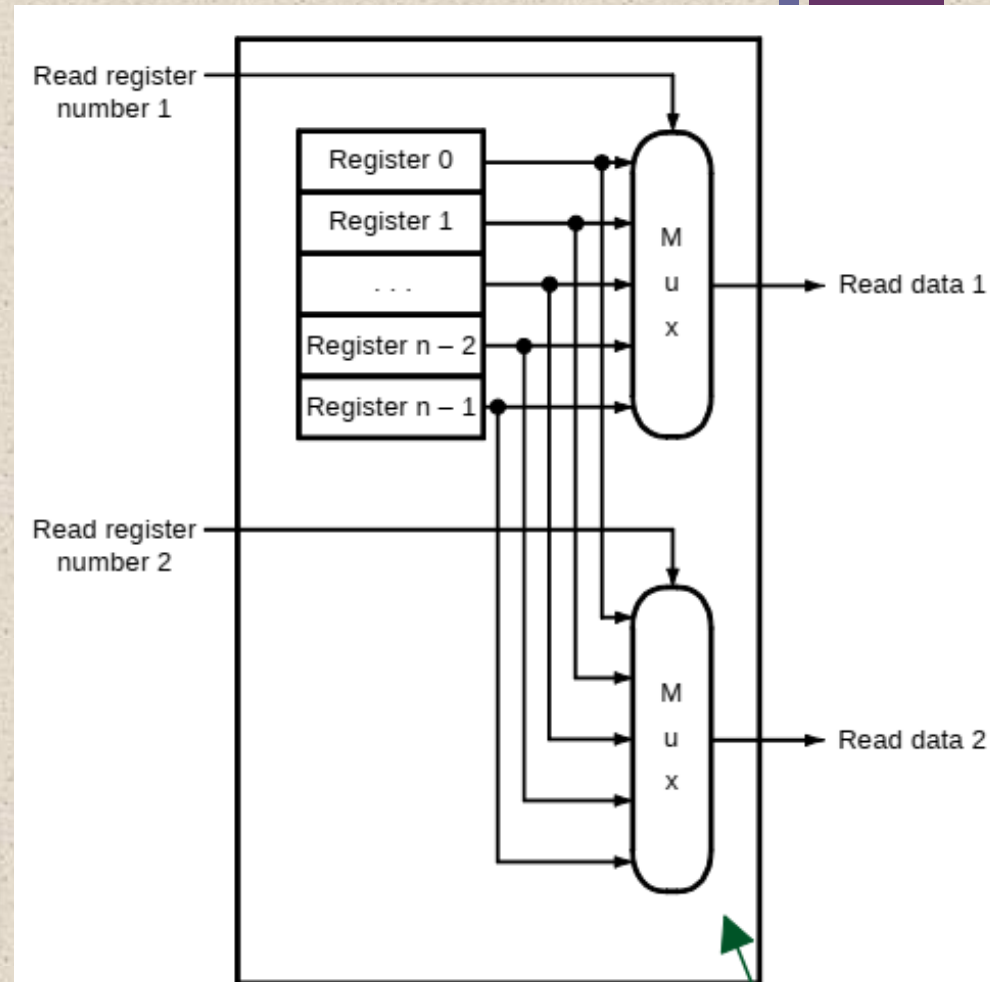 Read register
number 1
Register 0
Register 1
. . .
Register n – 2
Register n – 1
M
u
x
Read data 1
Read register
number 2
M
u
x
Read data 2